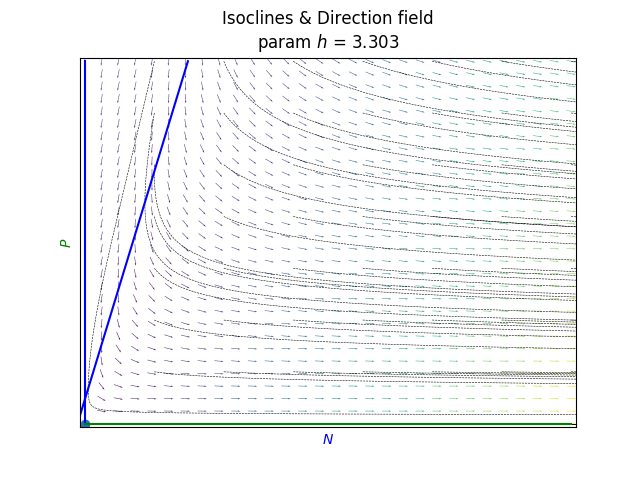 Isoclines & Direction field
param h = 3.303
P
N